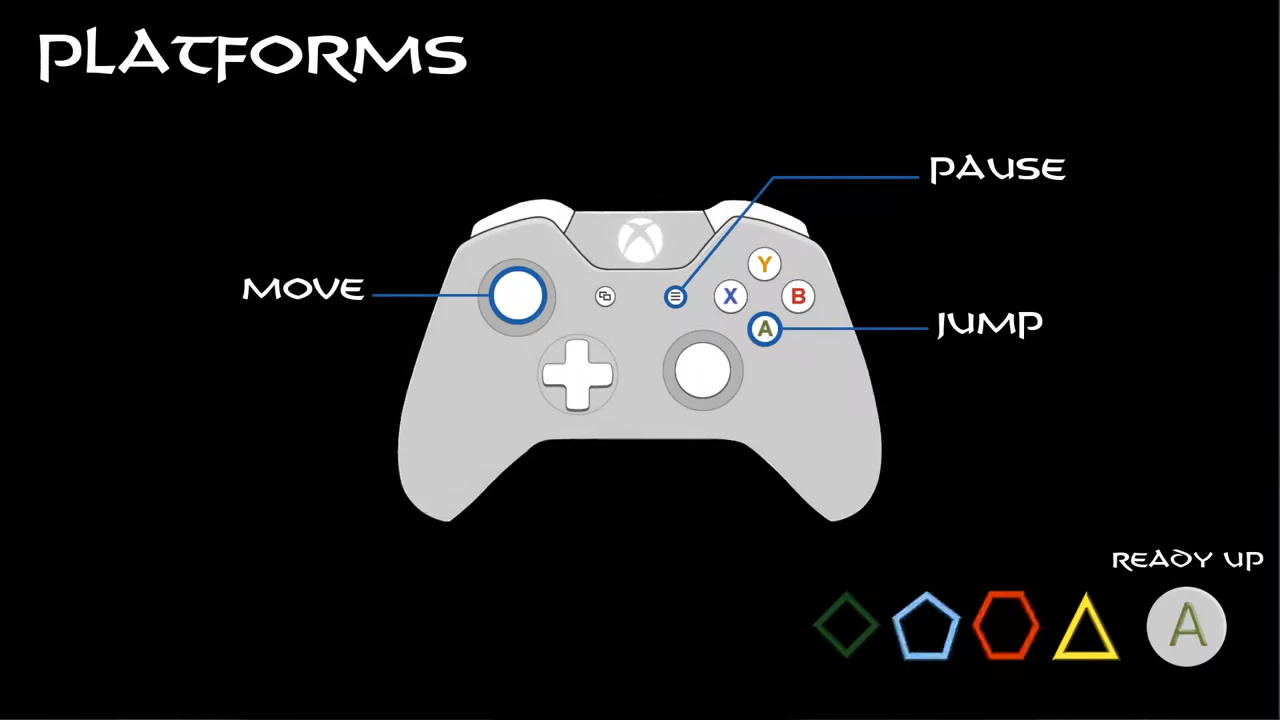 PLATFORMS
PAUSE
MOVE
Y
X
B
A
JUMP
READY UP
A